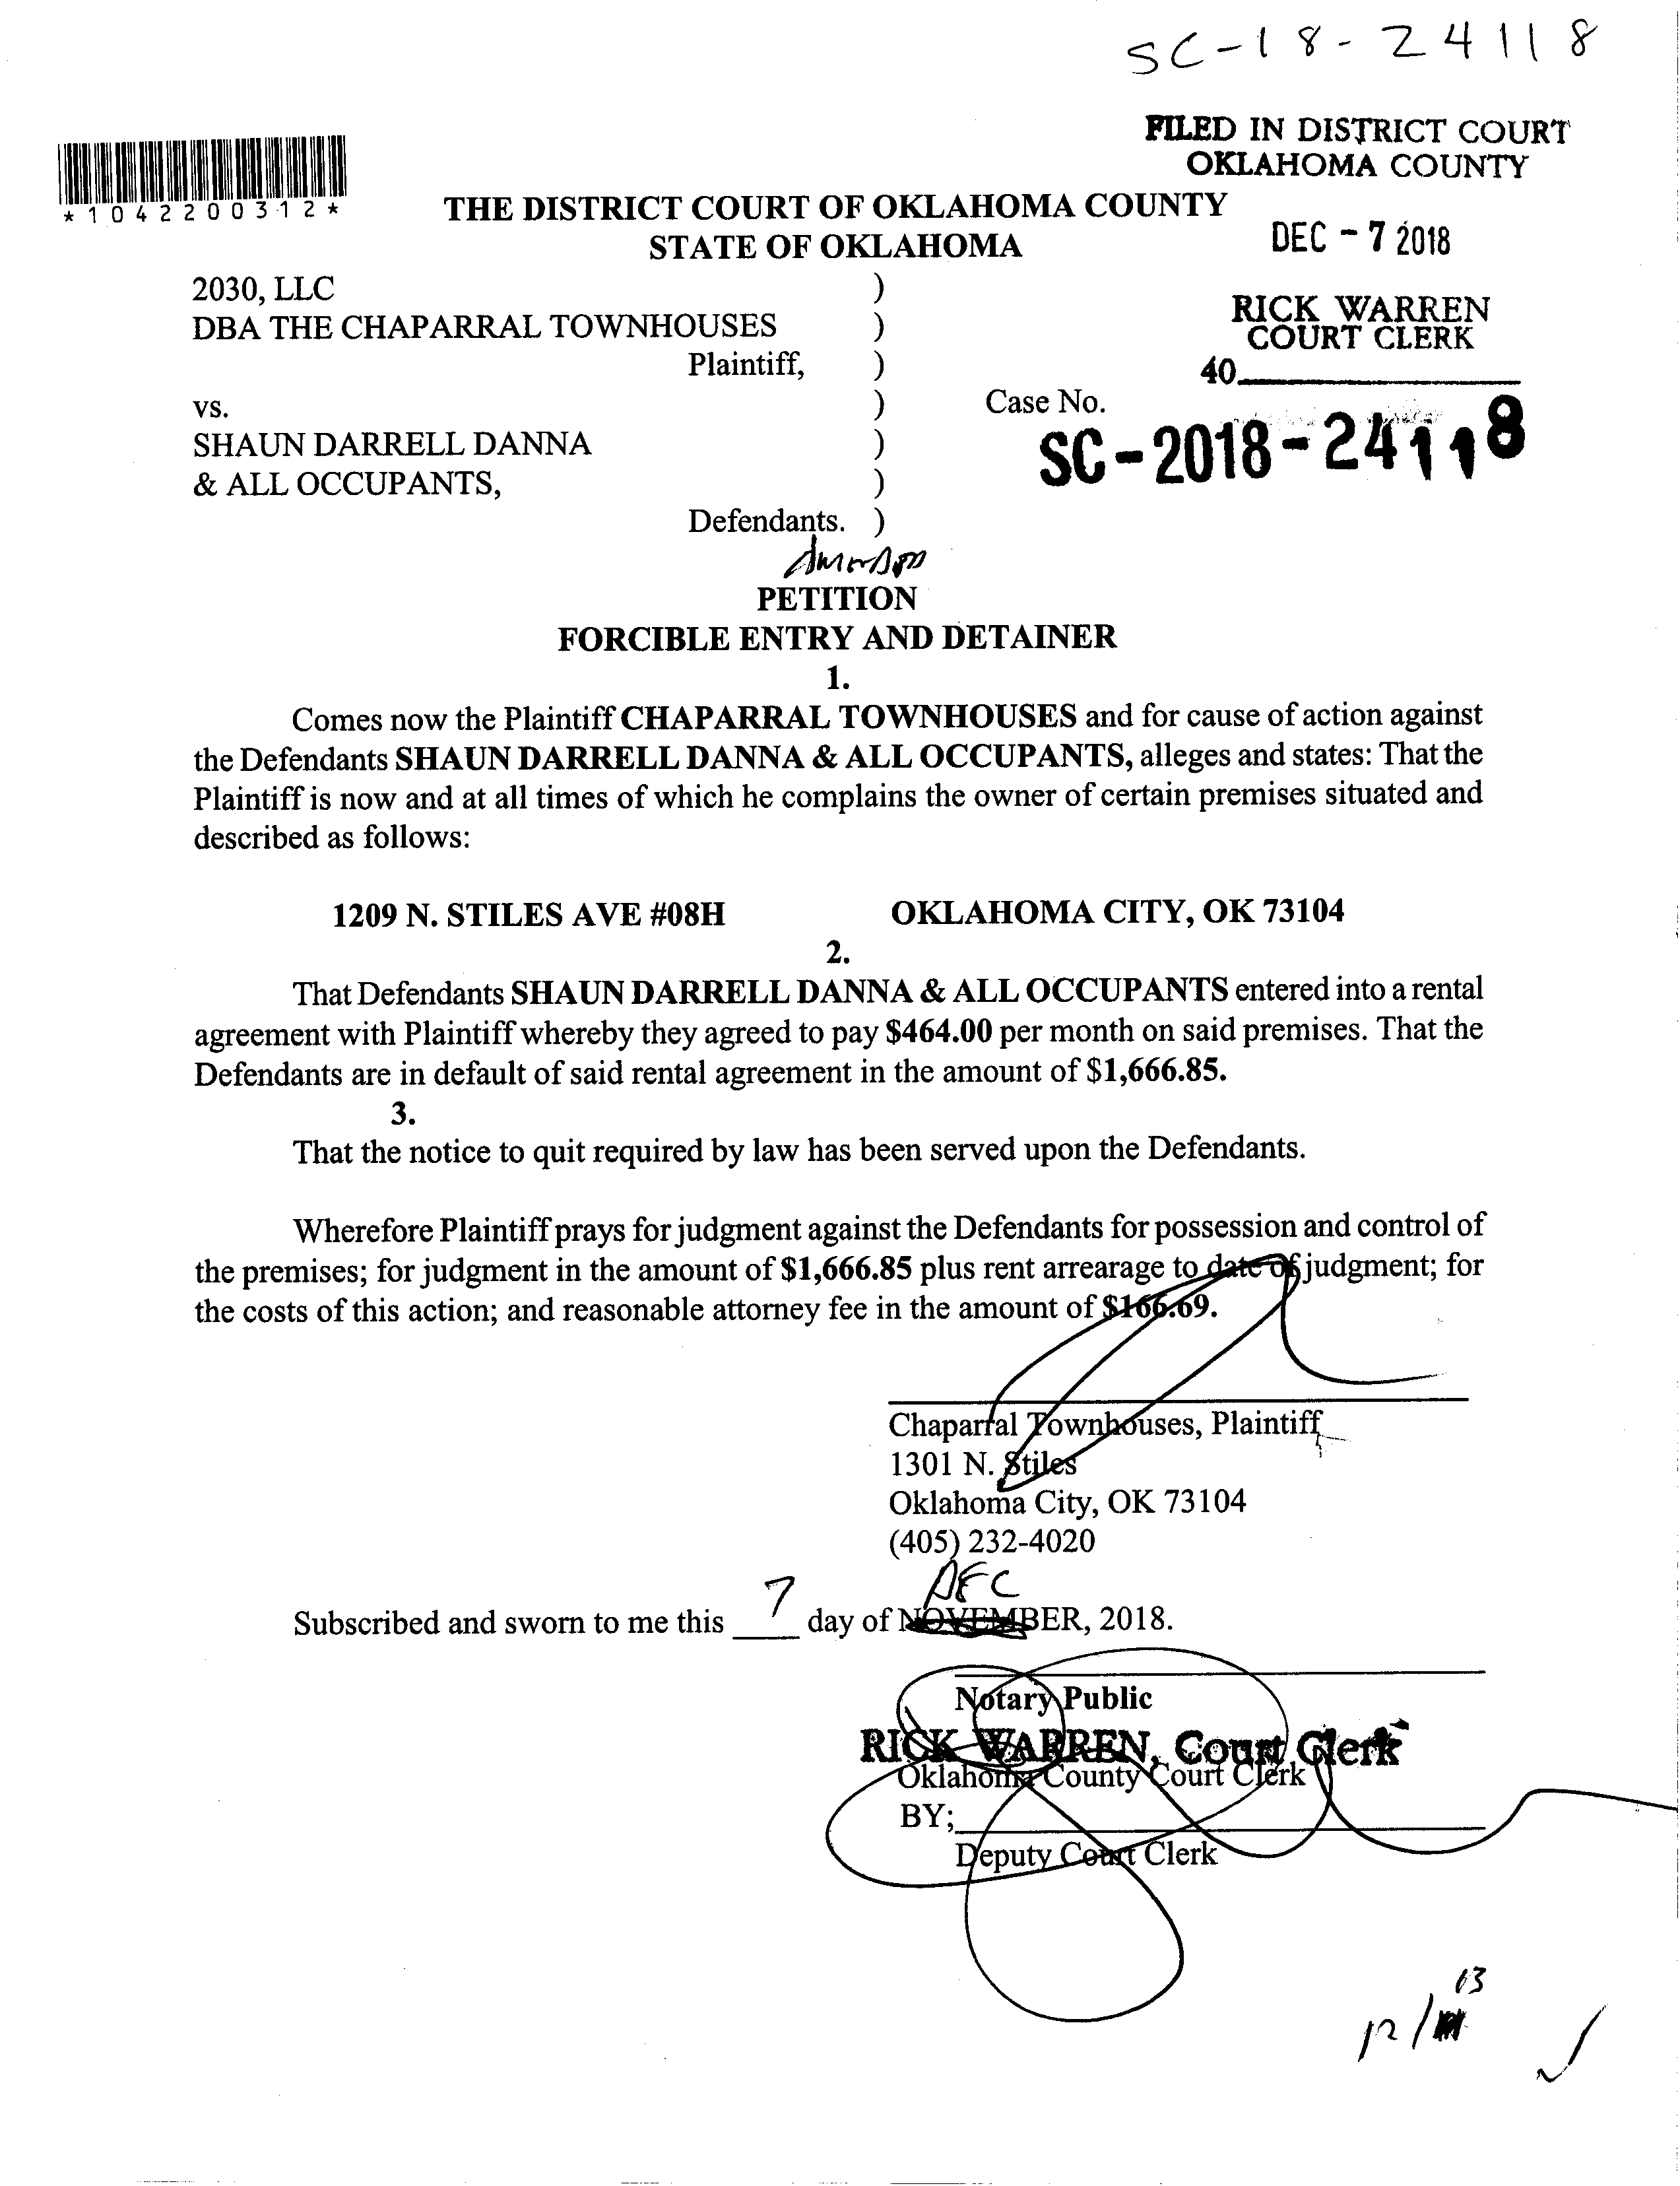 SC-18-24118
FILED IN DISTRICT COURT
OKLAHOMA COUNTY
*1042200312*
THE DISTRICT COURT OF OKLAHOMA COUNTY
STATE OF OKLAHOMA
DEC - 7 2018
2030, LLC )
DBA THE CHAPARRAL TOWNHOUSES )
Plaintiff, )
RICK WARREN
COURT CLERK
40
vs. )
Case No.
SC-2018-24118
SHAUN DARRELL DANNA )
& ALL OCCUPANTS, )
Defendants. )
PETITION
FORCIBLE ENTRY AND DETAINER
1.
Comes now the Plaintiff CHAPARRAL TOWNHOUSES and for cause of action against
the Defendants SHAUN DARRELL DANNA & ALL OCCUPANTS, alleges and states: That the
Plaintiff is now and at all times of which he complains the owner of certain premises situated and
described as follows:
1209 N. STILES AVE #08H OKLAHOMA CITY, OK 73104
2.
That Defendants SHAUN DARRELL DANNA & ALL OCCUPANTS entered into a rental
agreement with Plaintiff whereby they agreed to pay $464.00 per month on said premises. That the
Defendants are in default of said rental agreement in the amount of $1,666.85.
3.
That the notice to quit required by law has been served upon the Defendants.
Wherefore Plaintiff prays for judgment against the Defendants for possession and control of
the premises; for judgment in the amount of $1,666.85 plus rent arrearage to date of judgment; for
the costs of this action; and reasonable attorney fee in the amount of $166.69.
Chaparral Townhouses, Plaintiff
1301 N. Stiles
Oklahoma City, OK 73104
(405) 232-4020
DEC
Subscribed and sworn to me this 7 day of NOVEMBER, 2018.
Notary Public
RICK WARREN, Court Clerk
Oklahoma County Court Clerk
BY;
Deputy Court Clerk
13
12/